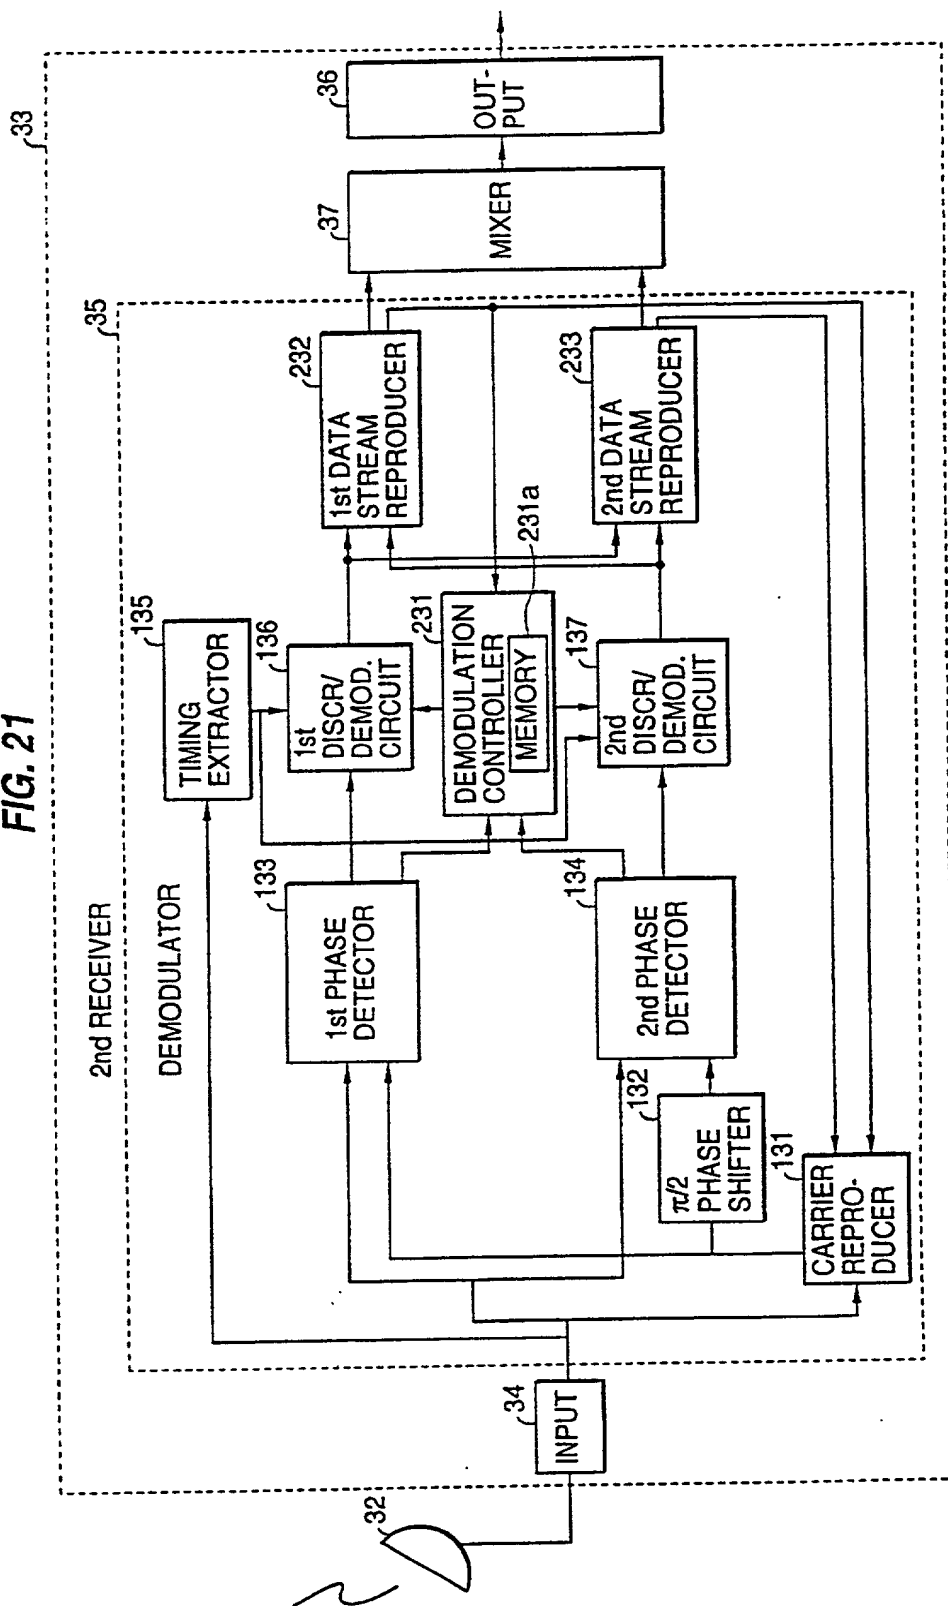 FIG. 21
33
2nd RECEIVER
35
DEMODULATOR
32
34
INPUT
135
TIMING
EXTRACTOR
133
1st PHASE
DETECTOR
136
1st
DISCR/
DEMOD.
CIRCUIT
232
1st DATA
STREAM
REPRODUCER
37
MIXER
36
OUT-
PUT
231
DEMODULATION
CONTROLLER
MEMORY
231a
134
2nd PHASE
DETECTOR
137
2nd
DISCR/
DEMOD.
CIRCUIT
233
2nd DATA
STREAM
REPRODUCER
132
π/2
PHASE
SHIFTER
131
CARRIER
REPRO-
DUCER